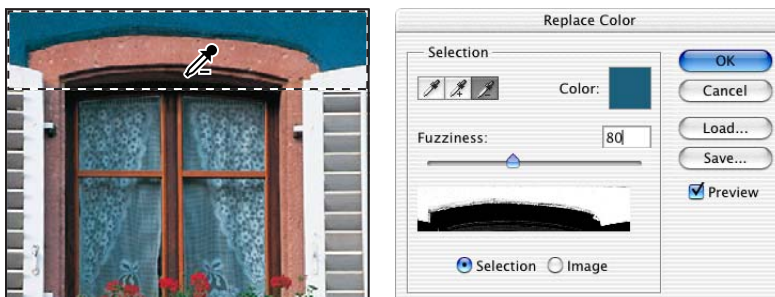 Replace Color
Selection
Color:
OK
Cancel
Fuzziness:
80
Load...
Save...
Preview
Selection
Image